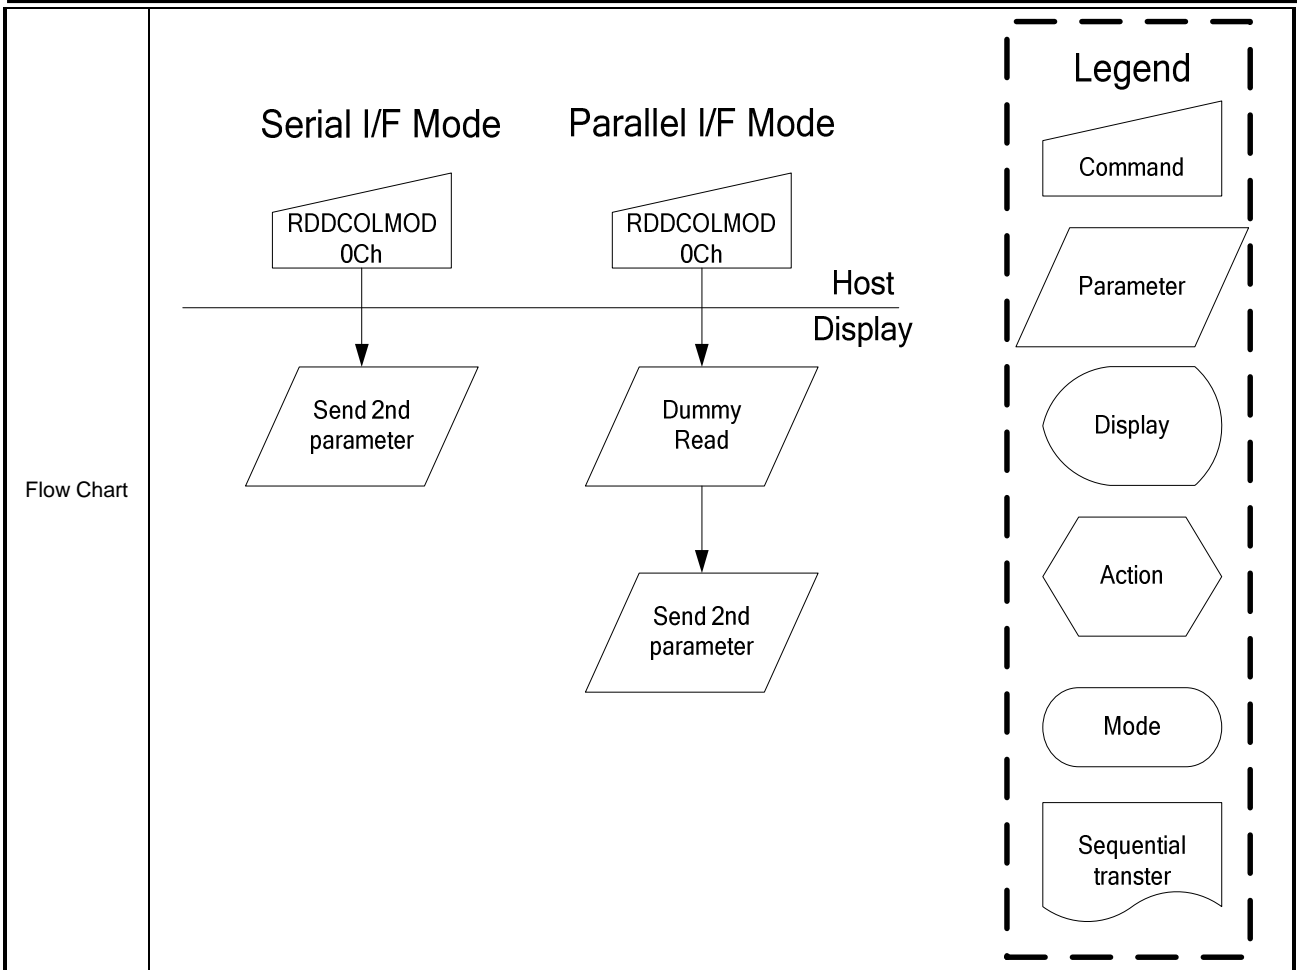 Flow Chart
Serial I/F Mode
RDDCOLMOD
0Ch
Send 2nd
parameter
Parallel I/F Mode
RDDCOLMOD
0Ch
Host
Display
Dummy
Read
Send 2nd
parameter
Legend
Command
Parameter
Display
Action
Mode
Sequential
transter